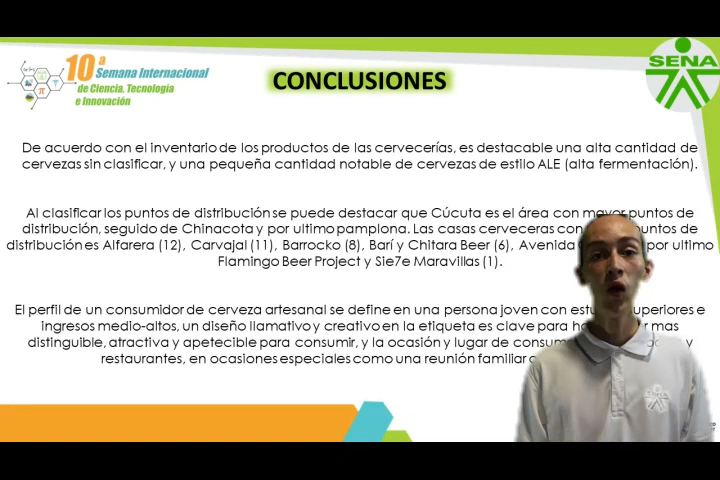 10ª
Semana Internacional
de Ciencia, Tecnología
e Innovación
CONCLUSIONES
SENA
De acuerdo con el inventario de los productos de las cervecerías, es destacable una alta cantidad de
cervezas sin clasificar, y una pequeña cantidad notable de cervezas de estilo ALE (alta fermentación).
Al clasificar los puntos de distribución se puede destacar que Cúcuta es el área con mayor puntos de
distribución, seguido de Chinacota y por ultimo pamplona. Las casas cerveceras con puntos de
distribución es Alfarera (12), Carvajal (11), Barrocko (8), Barí y Chitara Beer (6), Avenida por ultimo
Flamingo Beer Project y Sie7e Maravillas (1).
El perfil de un consumidor de cerveza artesanal se define en una persona joven con superiores e
ingresos medio-altos, un diseño llamativo y creativo en la etiqueta es clave para mas
distinguible, atractiva y apetecible para consumir, y la ocasión y lugar de y
restaurantes, en ocasiones especiales como una reunión familiar